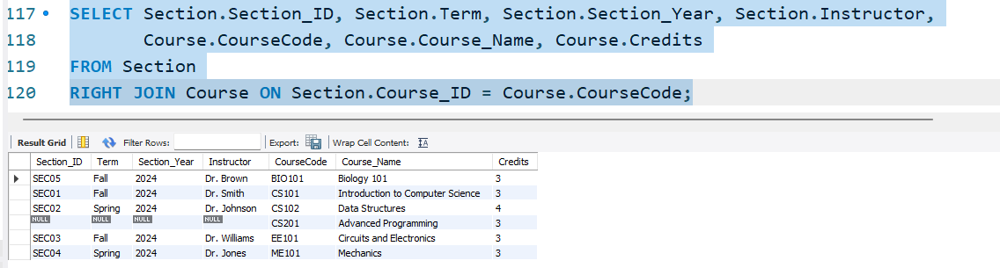 117 SELECT Section.Section_ID, Section.Term, Section.Section_Year, Section.Instructor,
118 Course.CourseCode, Course.Course_Name, Course.Credits
119 FROM Section
120 RIGHT JOIN Course ON Section.Course_ID = Course.CourseCode;
Result Grid Filter Rows: Export: Wrap Cell Content:
Section_ID Term Section_Year Instructor CourseCode Course_Name Credits
SEC05 Fall 2024 Dr. Brown BIO101 Biology 101 3
SEC01 Fall 2024 Dr. Smith CS101 Introduction to Computer Science 3
SEC02 Spring 2024 Dr. Johnson CS102 Data Structures 4
NULL NULL NULL NULL CS201 Advanced Programming 3
SEC03 Fall 2024 Dr. Williams EE101 Circuits and Electronics 3
SEC04 Spring 2024 Dr. Jones ME101 Mechanics 3